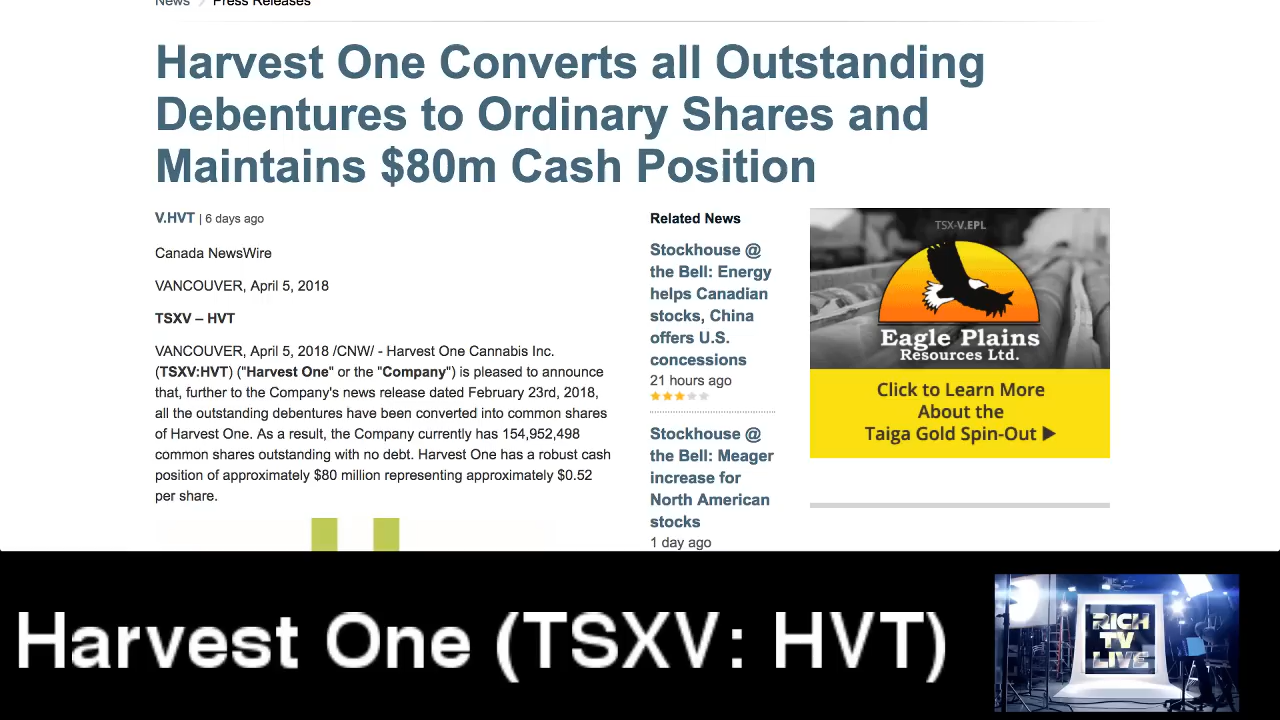 News > Press Releases
Harvest One Converts all Outstanding
Debentures to Ordinary Shares and
Maintains $80m Cash Position
V.HVT | 6 days ago
Canada NewsWire
VANCOUVER, April 5, 2018
TSXV – HVT
VANCOUVER, April 5, 2018 /CNW/ - Harvest One Cannabis Inc.
(TSXV:HVT) ("Harvest One" or the "Company") is pleased to announce
that, further to the Company's news release dated February 23rd, 2018,
all the outstanding debentures have been converted into common shares
of Harvest One. As a result, the Company currently has 154,952,498
common shares outstanding with no debt. Harvest One has a robust cash
position of approximately $80 million representing approximately $0.52
per share.
Related News
Stockhouse @
the Bell: Energy
helps Canadian
stocks, China
offers U.S.
concessions
21 hours ago
Stockhouse @
the Bell: Meager
increase for
North American
stocks
1 day ago
TSX-V.EPL
Eagle Plains
Resources Ltd.
Click to Learn More
About the
Taiga Gold Spin-Out ▶
Harvest One (TSXV: HVT)
RICH
TV
LIVE